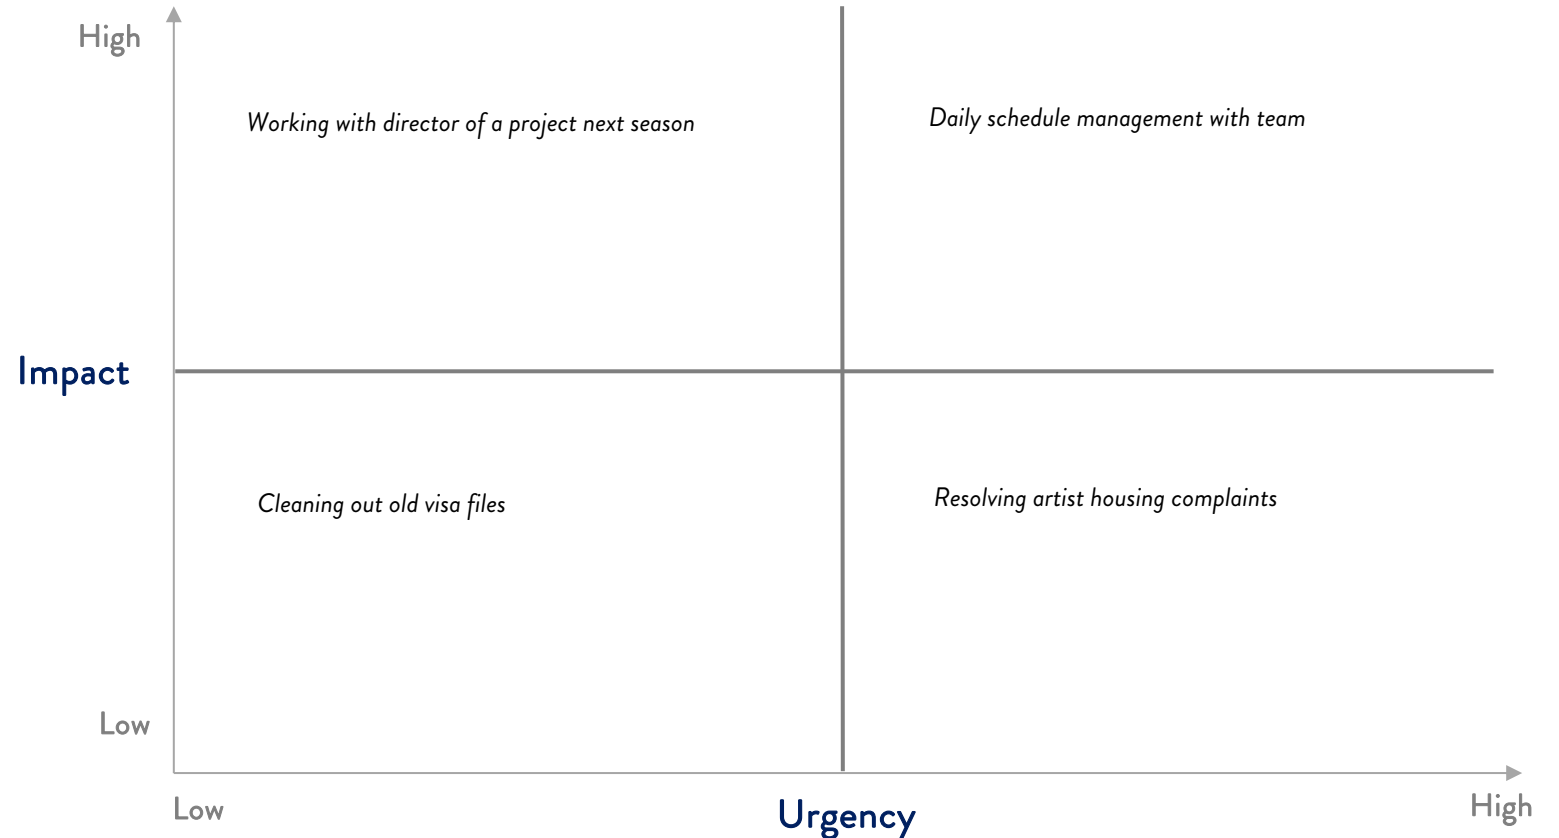 High
Working with director of a project next season
Daily schedule management with team
Impact
Cleaning out old visa files
Resolving artist housing complaints
Low
Low
Urgency
High